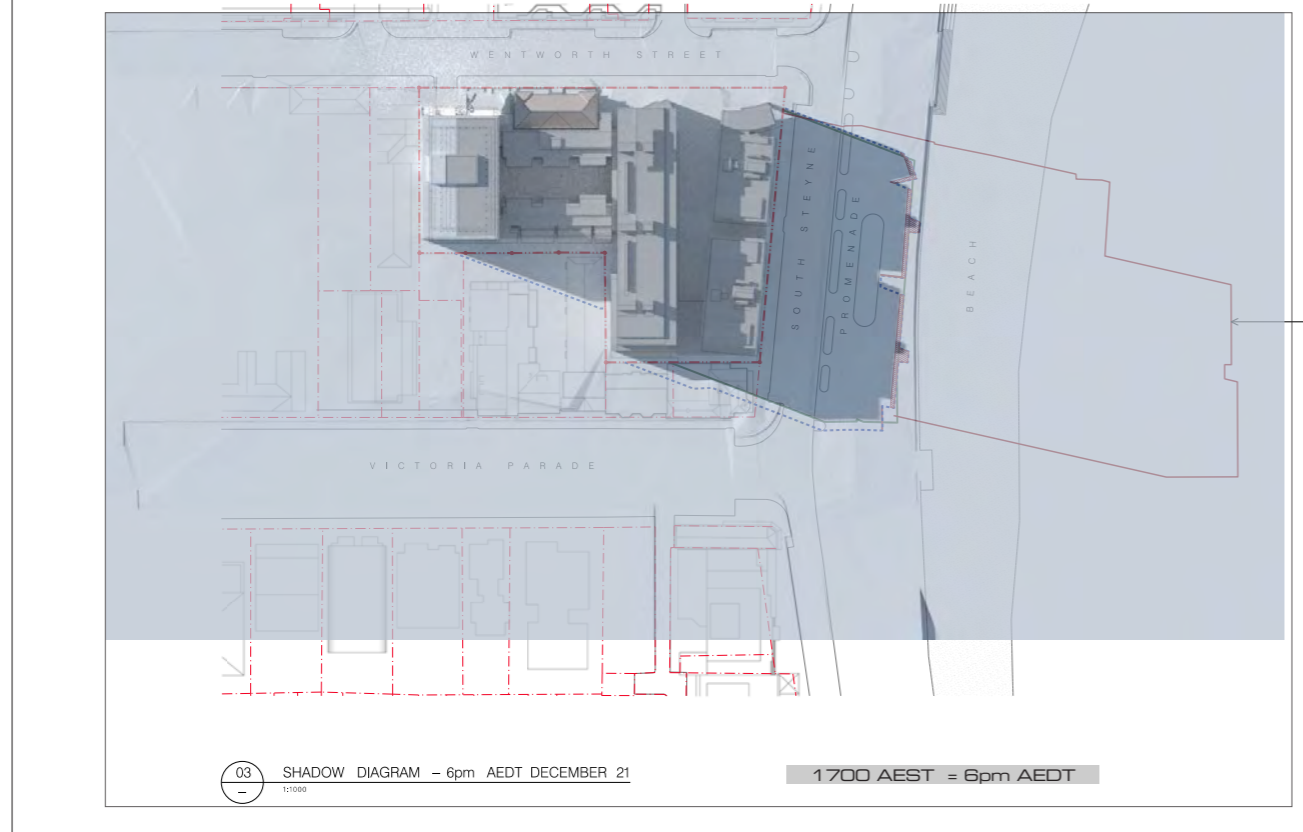 WENTWORTH STREET
SOUTH STEYNE
PROMENADE
BEACH
VICTORIA PARADE
03
–
SHADOW DIAGRAM – 6pm AEDT DECEMBER 21
1:1000
1700 AEST = 6pm AEDT